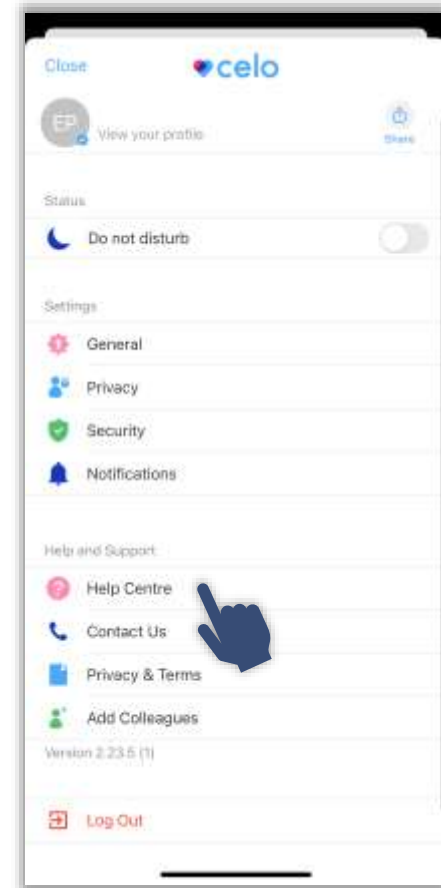 Close
celo
EP
View your profile
Share
Status
Do not disturb
Settings
General
Privacy
Security
Notifications
Help and Support
Help Centre
Contact Us
Privacy & Terms
Add Colleagues
Version 2.23.5 (1)
Log Out